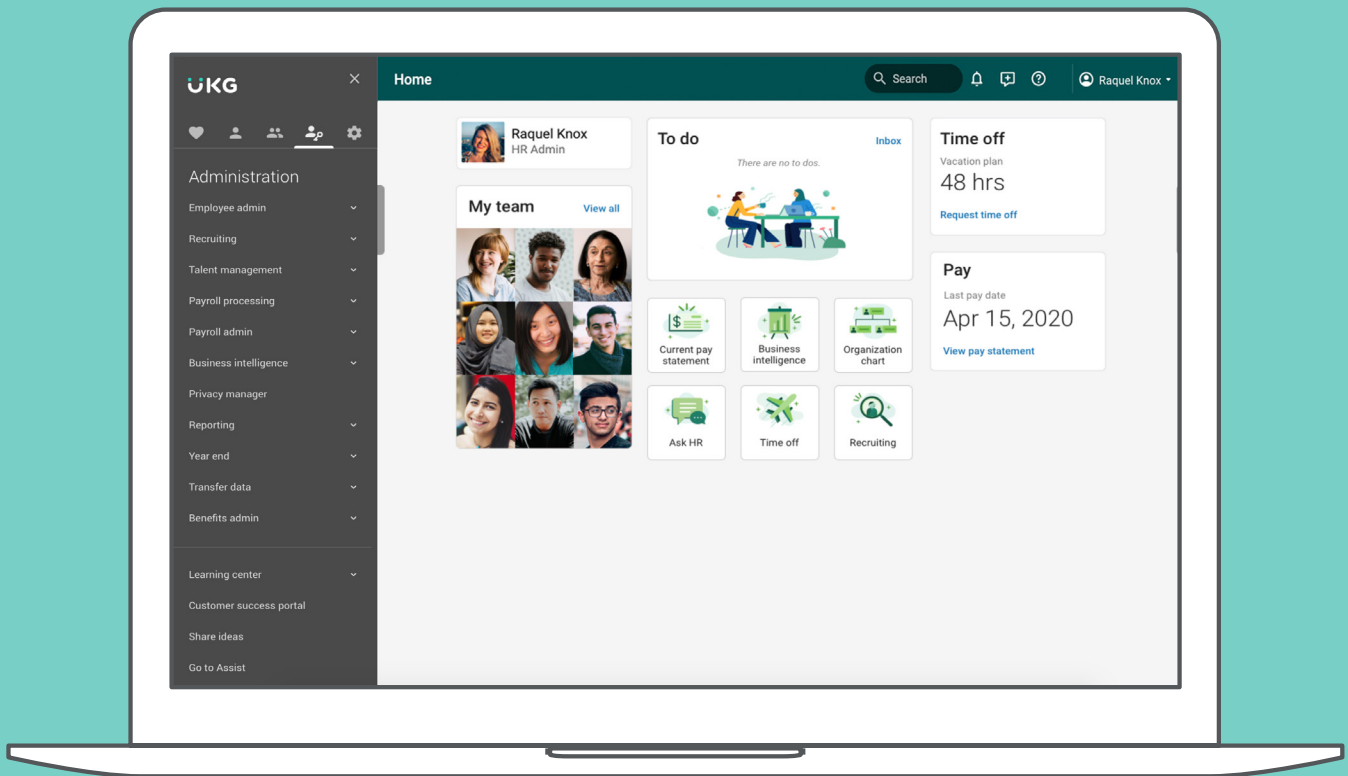 UKG
Administration
Employee admin
Recruiting
Talent management
Payroll processing
Payroll admin
Business intelligence
Privacy manager
Reporting
Year end
Transfer data
Benefits admin
Learning center
Customer success portal
Share ideas
Go to Assist
Home
Search
Raquel Knox
Raquel Knox
HR Admin
My team
View all
To do
Inbox
There are no to dos.
Current pay
statement
Business
intelligence
Organization
chart
Ask HR
Time off
Recruiting
Time off
Vacation plan
48 hrs
Request time off
Pay
Last pay date
Apr 15, 2020
View pay statement